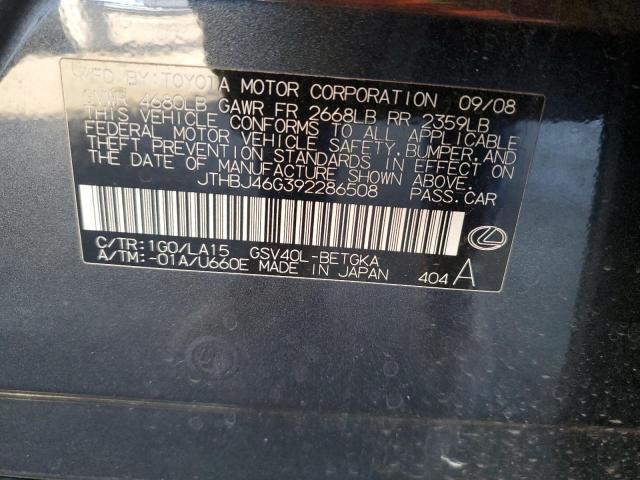 MFD. BY: TOYOTA MOTOR CORPORATION 09/08
GVWR 4680LB GAWR FR 2668LB RR 2359LB
THIS VEHICLE CONFORMS TO ALL APPLICABLE
FEDERAL MOTOR VEHICLE SAFETY, BUMPER, AND
THEFT PREVENTION STANDARDS IN EFFECT ON
THE DATE OF MANUFACTURE SHOWN ABOVE.
JTHBJ46G392286508 PASS. CAR
C/TR: 1G0/LA15 GSV40L-BETGKA
A/TM: -01A/U660E MADE IN JAPAN 404 A